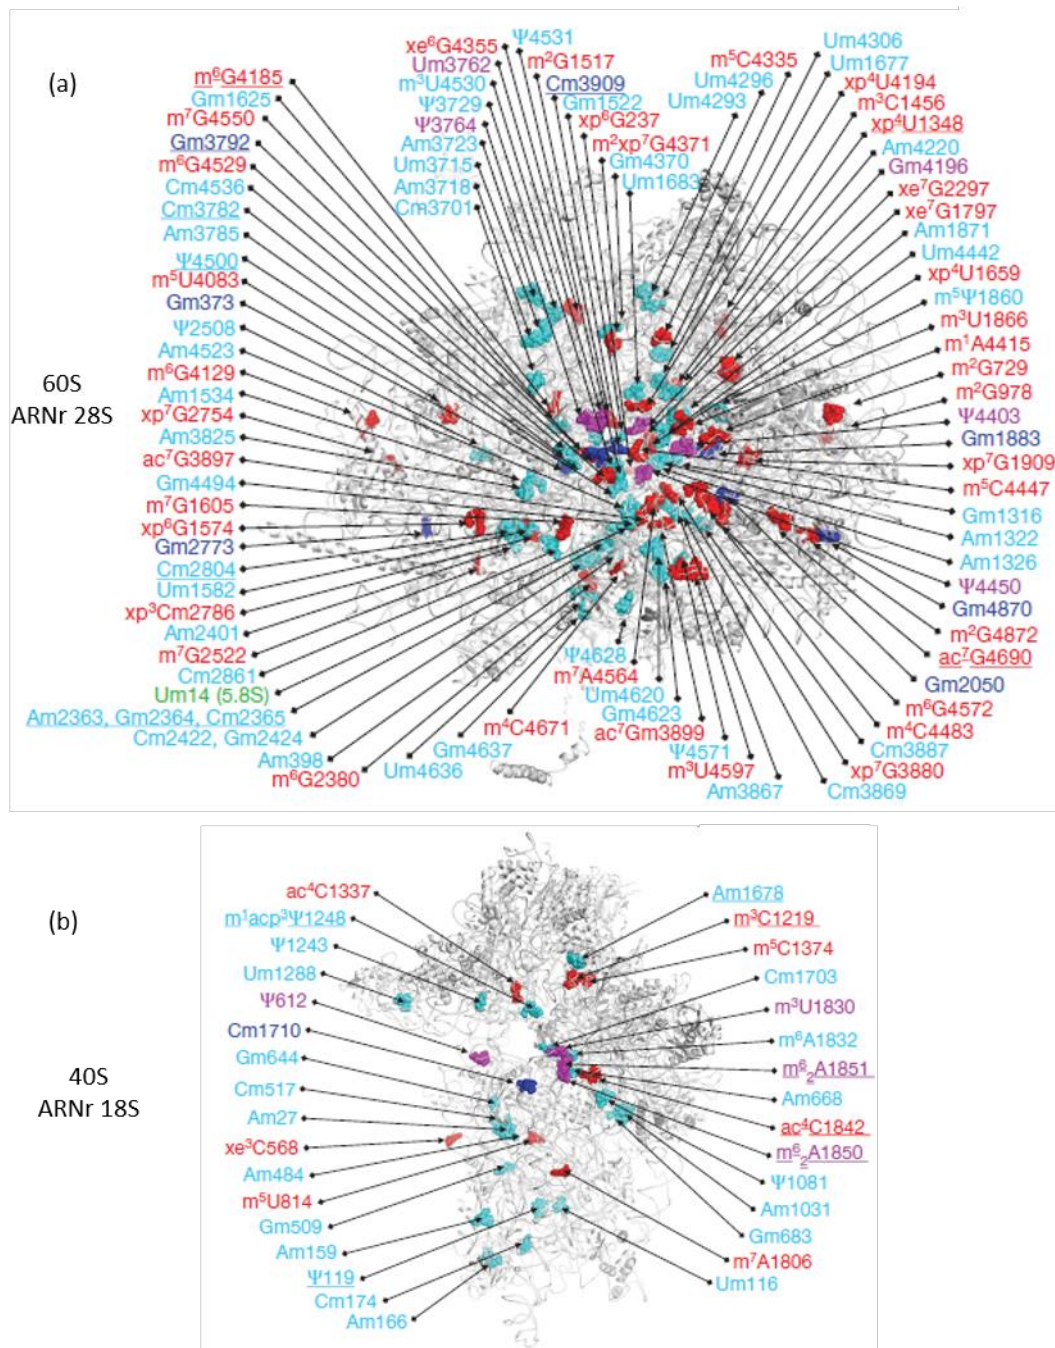 (a)
60S
ARNr 28S
m⁶G4185
Gm1625
m⁷G4550
Gm3792
m⁶G4529
Cm4536
Cm3782
Am3785
Ψ4500
m⁵U4083
Gm373
Ψ2508
Am4523
m⁶G4129
Am1534
xp⁷G2754
Am3825
ac⁷G3897
Gm4494
m⁷G1605
xp⁶G1574
Gm2773
Cm2804
Um1582
xp³Cm2786
Am2401
m⁷G2522
Cm2861
Um14 (5.8S)
Am2363, Gm2364, Cm2365
Cm2422, Gm2424
Am398
m⁶G2380
xe⁶G4355
Um3762
m³U4530
Ψ3729
Ψ3764
Am3723
Um3715
Am3718
Cm3701
Ψ4531
m²G1517
Cm3909
Gm1522
xp⁶G237
m²xp⁷G4371
Gm4370
Um1683
m⁵C4335
Um4296
Um4293
Um4306
Um1677
xp⁴U4194
m³C1456
xp⁴U1348
Am4220
Gm4196
xe⁷G2297
xe⁷G1797
Am1871
Um4442
xp⁴U1659
m⁵Ψ1860
m³U1866
m¹A4415
m²G729
m²G978
Ψ4403
Gm1883
xp⁷G1909
m⁵C4447
Gm1316
Am1322
Am1326
Ψ4450
Gm4870
m²G4872
ac⁷G4690
Gm2050
m⁶G4572
m⁴C4483
Cm3887
xp⁷G3880
Cm3869
Ψ4628
m⁷A4564
Um4620
Gm4623
ac⁷Gm3899
Ψ4571
m³U4597
Am3867
m⁴C4671
Gm4637
Um4636
(b)
40S
ARNr 18S
ac⁴C1337
m¹acp³Ψ1248
Ψ1243
Um1288
Ψ612
Cm1710
Gm644
Cm517
Am27
xe³C568
Am484
m⁵U814
Gm509
Am159
Ψ119
Cm174
Am166
Am1678
m³C1219
m⁵C1374
Cm1703
m³U1830
m⁶A1832
m⁶₂A1851
Am668
ac⁴C1842
m⁶₂A1850
Ψ1081
Am1031
Gm683
m⁷A1806
Um116